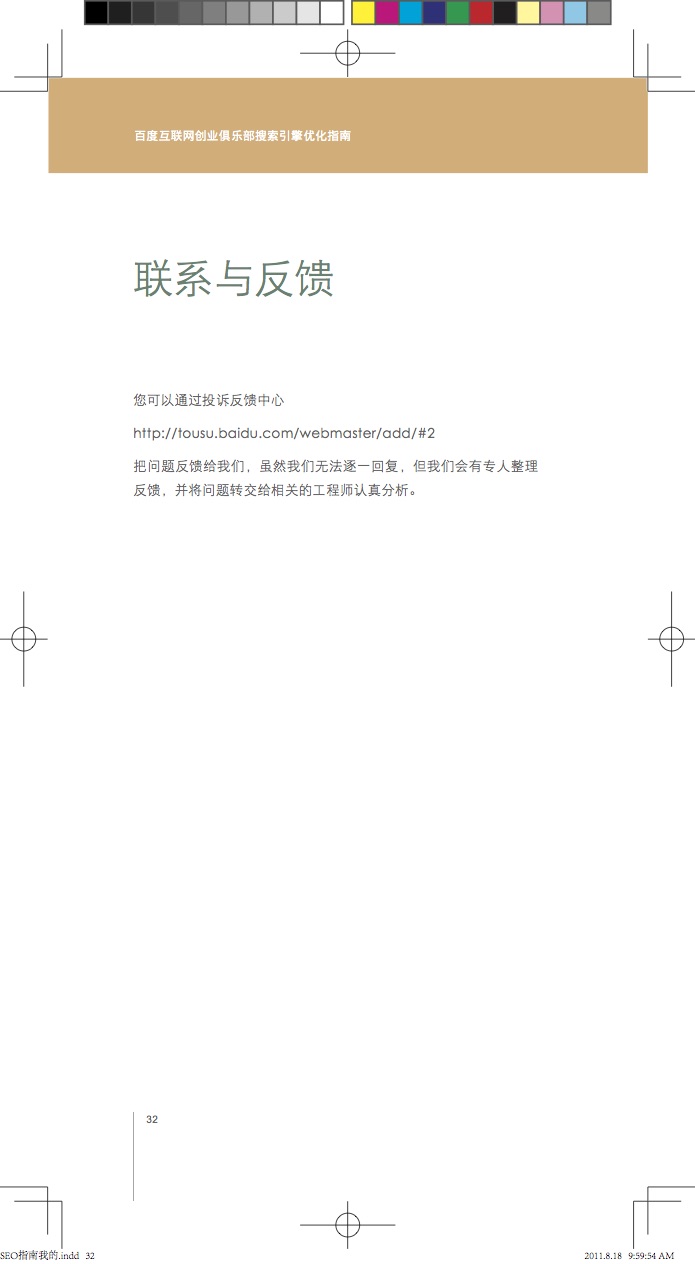 百度互联网创业俱乐部搜索引擎优化指南
联系与反馈
您可以通过投诉反馈中心
http://tousu.baidu.com/webmaster/add/#2
把问题反馈给我们，虽然我们无法逐一回复，但我们会有专人整理
反馈，并将问题转交给相关的工程师认真分析。
32
SEO指南我的.indd 32
2011.8.18 9:59:54 AM